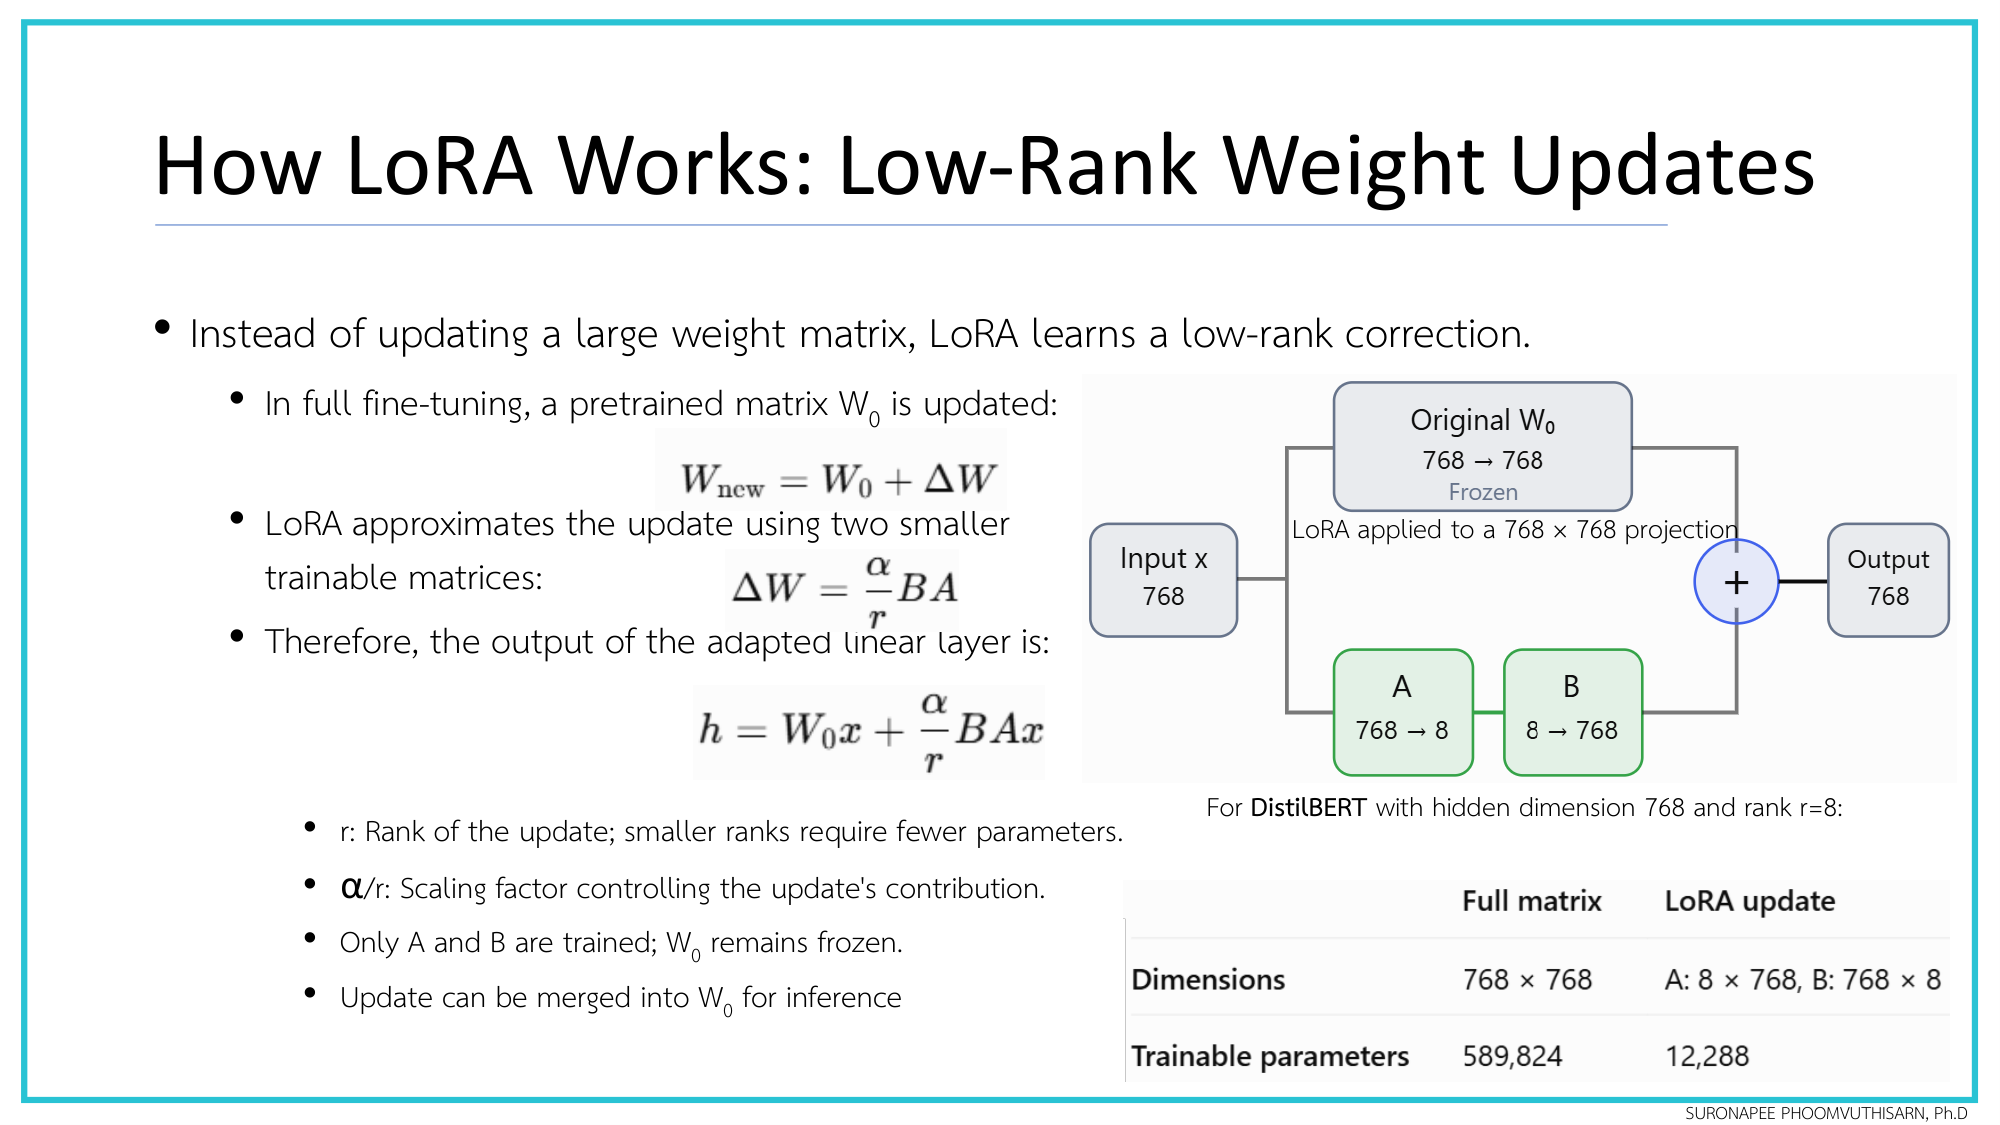 How LoRA Works: Low-Rank Weight Updates
• Instead of updating a large weight matrix, LoRA learns a low-rank correction.
• In full fine-tuning, a pretrained matrix W₀ is updated:
W_new = W₀ + ΔW
• LoRA approximates the update using two smaller
trainable matrices:
ΔW = α/r BA
• Therefore, the output of the adapted linear layer is:
h = W₀x + α/r BAx
• r: Rank of the update; smaller ranks require fewer parameters.
• α/r: Scaling factor controlling the update's contribution.
• Only A and B are trained; W₀ remains frozen.
• Update can be merged into W₀ for inference
Original W₀
768 → 768
Frozen
LoRA applied to a 768 × 768 projection
Input x
768
+
Output
768
A
768 → 8
B
8 → 768
For DistilBERT with hidden dimension 768 and rank r=8:
Full matrix LoRA update
Dimensions 768 × 768 A: 8 × 768, B: 768 × 8
Trainable parameters 589,824 12,288
SURONAPEE PHOOMVUTHISARN, Ph.D